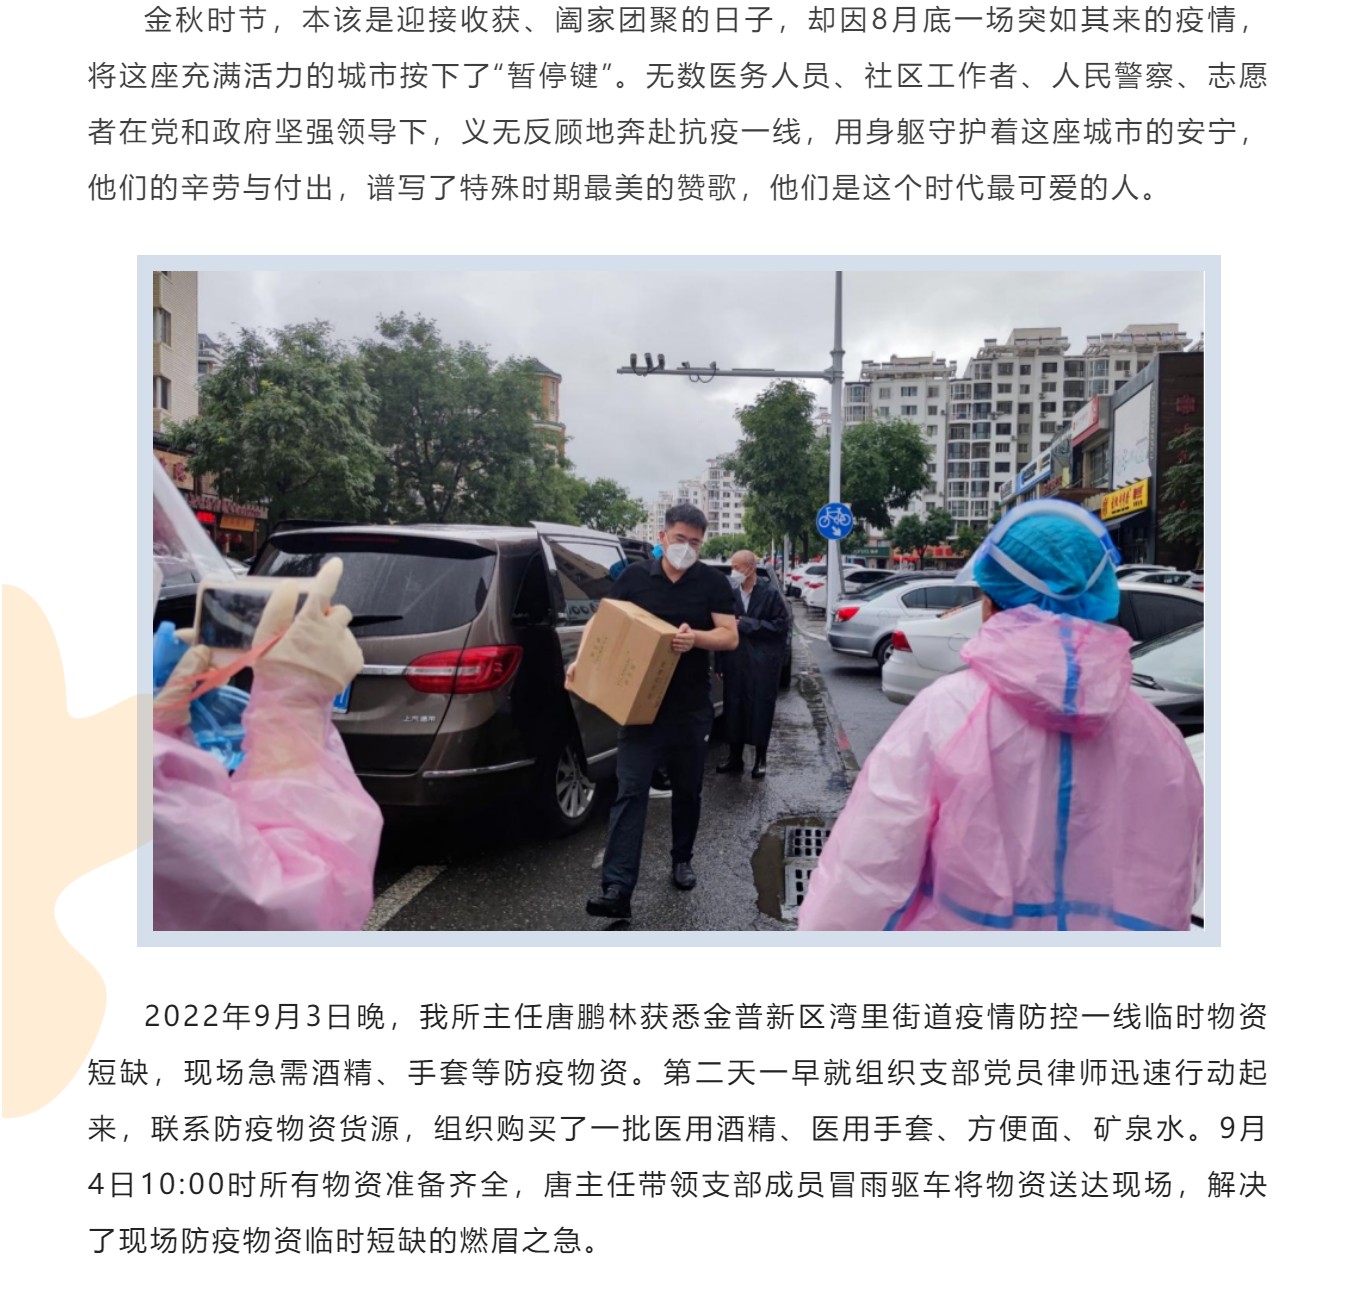 金秋时节，本该是迎接收获、阖家团聚的日子，却因8月底一场突如其来的疫情，
将这座充满活力的城市按下了“暂停键”。无数医务人员、社区工作者、人民警察、志愿
者在党和政府坚强领导下，义无反顾地奔赴抗疫一线，用身躯守护着这座城市的安宁，
他们的辛劳与付出，谱写了特殊时期最美的赞歌，他们是这个时代最可爱的人。
上汽通用
2022年9月3日晚，我所主任唐鹏林获悉金普新区湾里街道疫情防控一线临时物资
短缺，现场急需酒精、手套等防疫物资。第二天一早就组织支部党员律师迅速行动起
来，联系防疫物资货源，组织购买了一批医用酒精、医用手套、方便面、矿泉水。9月
4日10:00时所有物资准备齐全，唐主任带领支部成员冒雨驱车将物资送达现场，解决
了现场防疫物资临时短缺的燃眉之急。